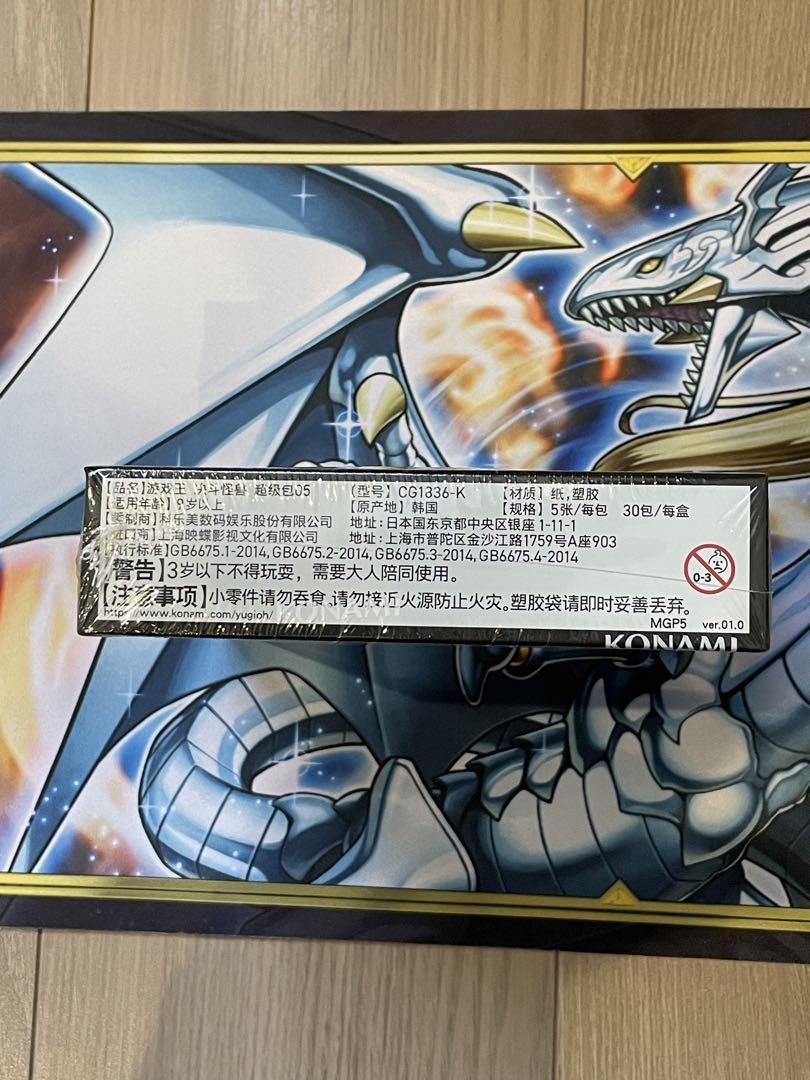 【品名】游戏王 决斗怪兽 超级包05 【型号】 CG1336-K 【材质】 纸,塑胶
【适用年龄】9岁以上 【原产地】 韩国 【规格】 5张/每包 30包/每盒
【委制商】科乐美数码娱乐股份有限公司 地址:日本国东京都中央区银座 1-11-1
【进口商】上海映蝶影视文化有限公司 地址:上海市普陀区金沙江路1759号A座903
【执行标准】GB6675.1-2014, GB6675.2-2014, GB6675.3-2014, GB6675.4-2014
【警告】3岁以下不得玩耍，需要大人陪同使用。
【注意事项】小零件请勿吞食,请勿接近火源防止火灾。塑胶袋请即时妥善丢弃。
https://www.konami.com/yugioh/
0-3
MGP5 ver.01.0
KONAMI
KONAMI